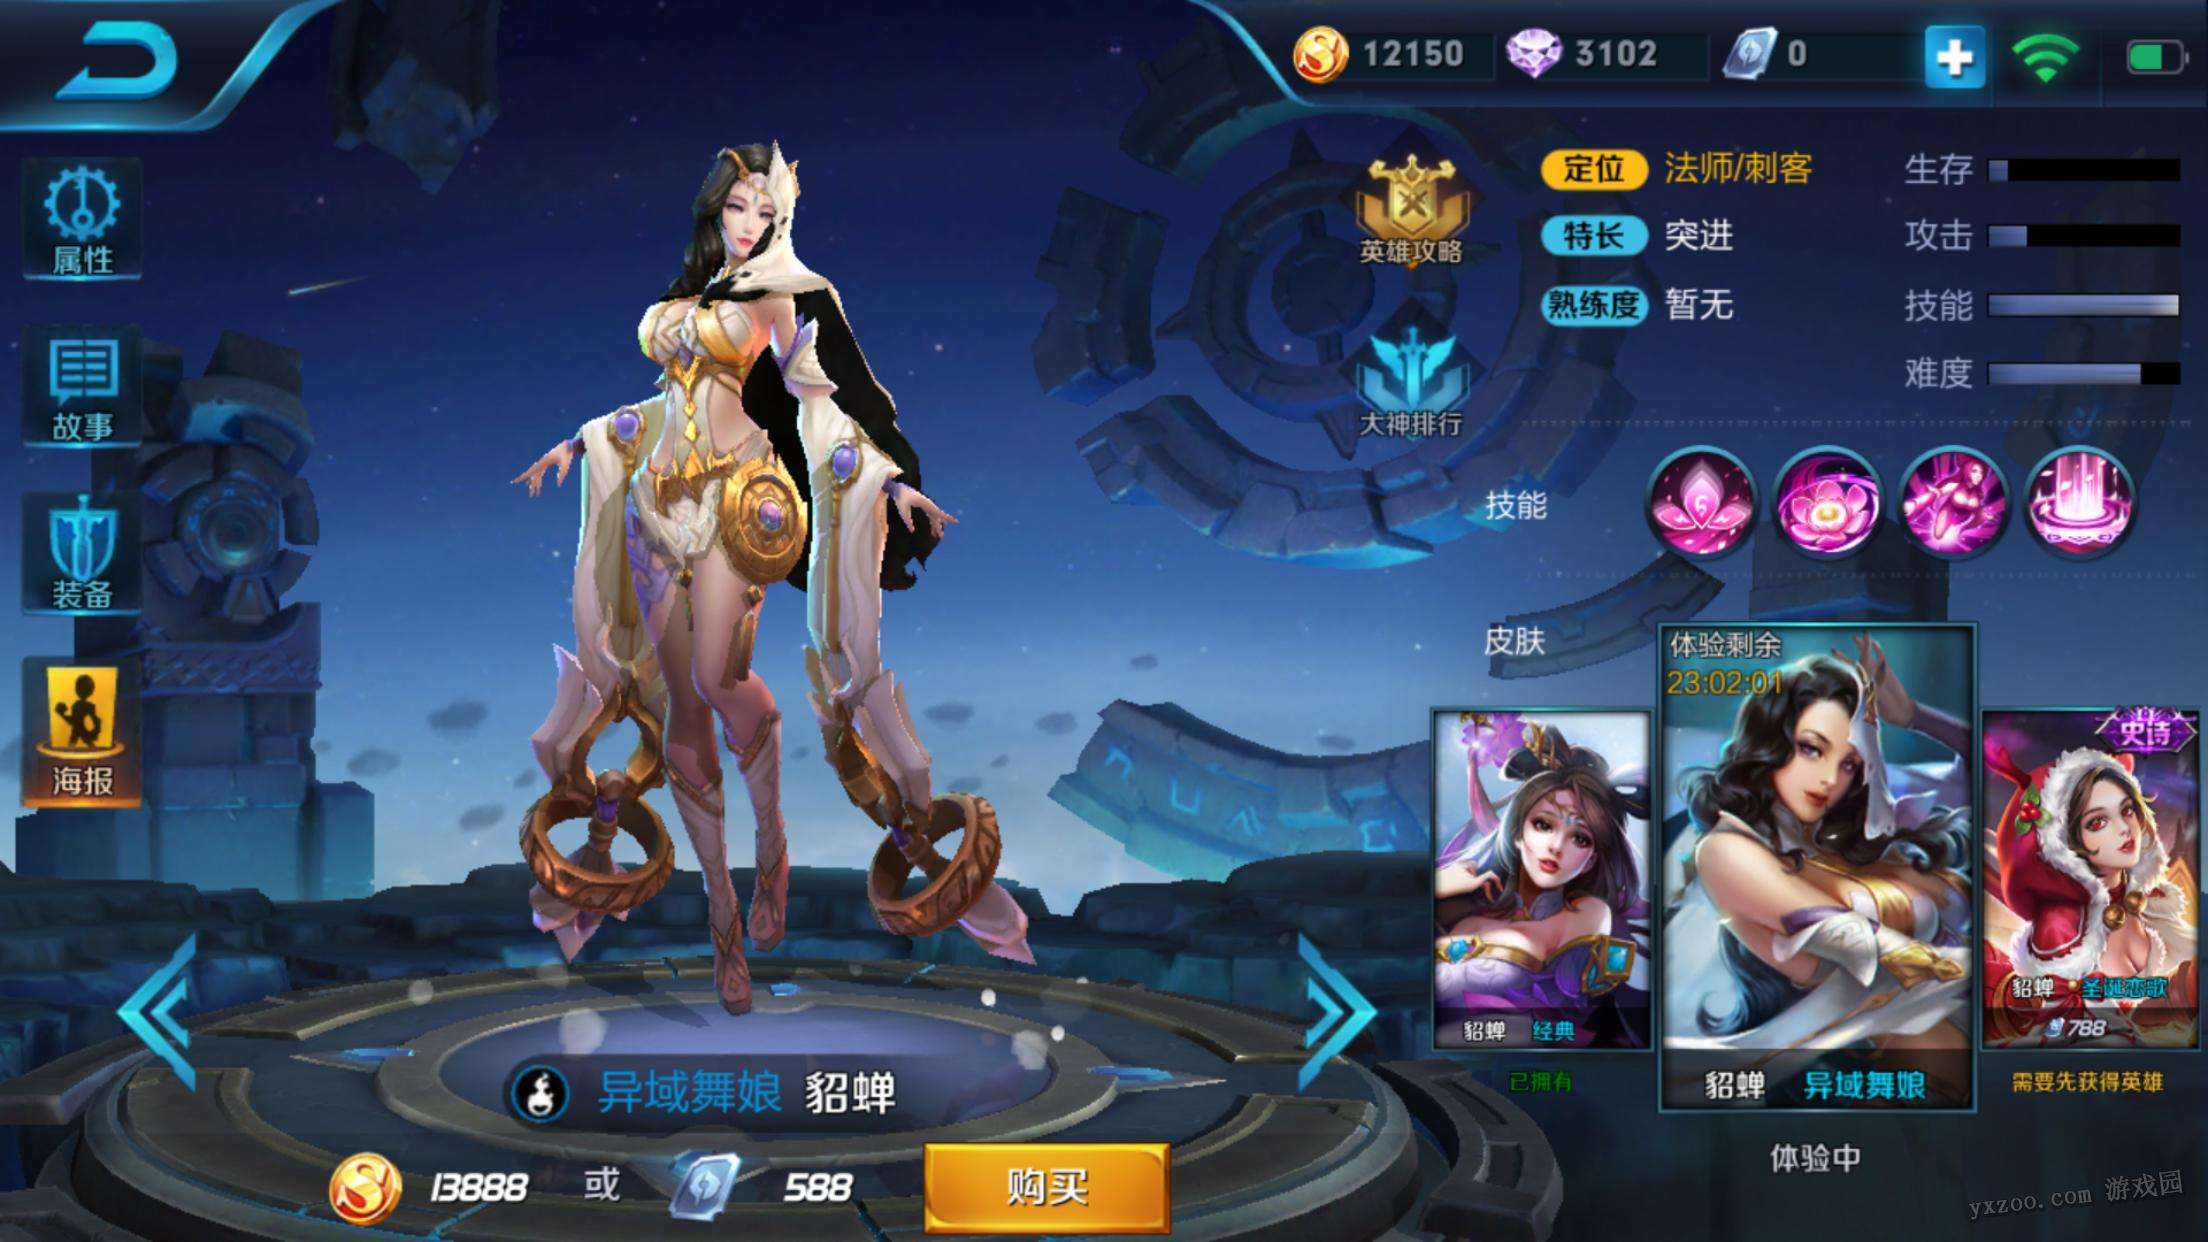 12150
3102
0
属性
故事
装备
海报
英雄攻略
大神排行
定位 法师/刺客
特长 突进
熟练度 暂无
生存
攻击
技能
难度
技能
皮肤
体验剩余
23:02:01
史诗
貂蝉 经典
已拥有
貂蝉 异域舞娘
体验中
貂蝉 圣诞恋歌
788
需要先获得英雄
异域舞娘 貂蝉
13888 或 588
购买
yxzoo.com 游戏园